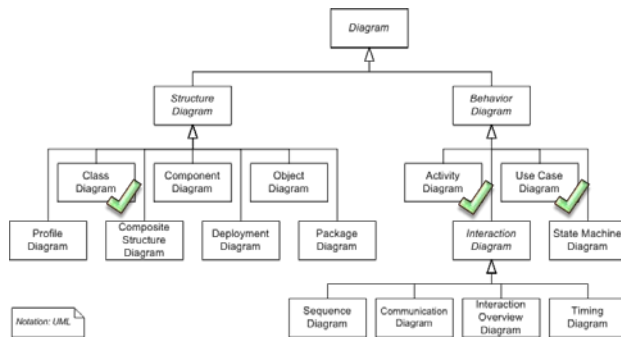 Diagram
Structure
Diagram
Behavior
Diagram
Class
Diagram
Component
Diagram
Object
Diagram
Activity
Diagram
Use Case
Diagram
Profile
Diagram
Composite
Structure
Diagram
Deployment
Diagram
Package
Diagram
Interaction
Diagram
State Machine
Diagram
Sequence
Diagram
Communication
Diagram
Interaction
Overview
Diagram
Timing
Diagram
Notation: UML